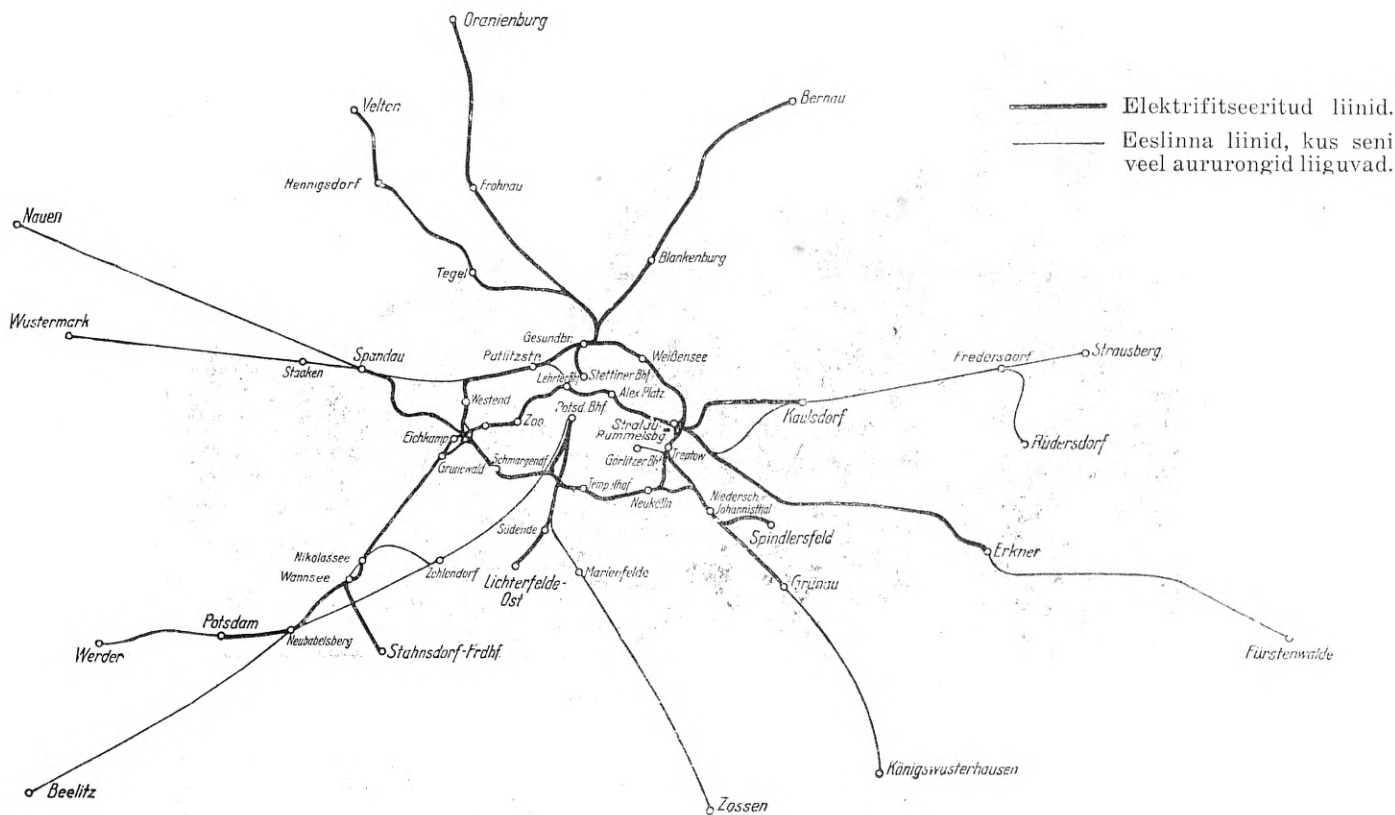 Oranienburg
Velten
Bernau
Elektrifitseeritud liinid.
Eeslinna liinid, kus seni
veel aururongid liiguvad.
Hennigsdorf
Frohnau
Nauen
Tegel
Blankenburg
Wustermark
Staaken
Spandau
Putlitzstr.
Gesundbr.
Weißensee
Lehrter Bhf
Stettiner Bhf
Alex Platz
Fredersdorf
Strausberg
Westend
Zoo
Potsd. Bhf.
Stralau
Rummelsbg
Kaulsdorf
Rüdersdorf
Eichkamp
Grunewald
Schmargendf.
Görlitzer Bhf
Treptow
Tempelhof
Neukölln
Niedersch.-
Johannisthal
Spindlersfeld
Südende
Erkner
Nikolassee
Wannsee
Zehlendorf
Lichterfelde-
Ost
Marienfelde
Grünau
Potsdam
Neubabelsberg
Werder
Stahnsdorf-Frdhf.
Fürstenwalde
Königswusterhausen
Beelitz
Zossen